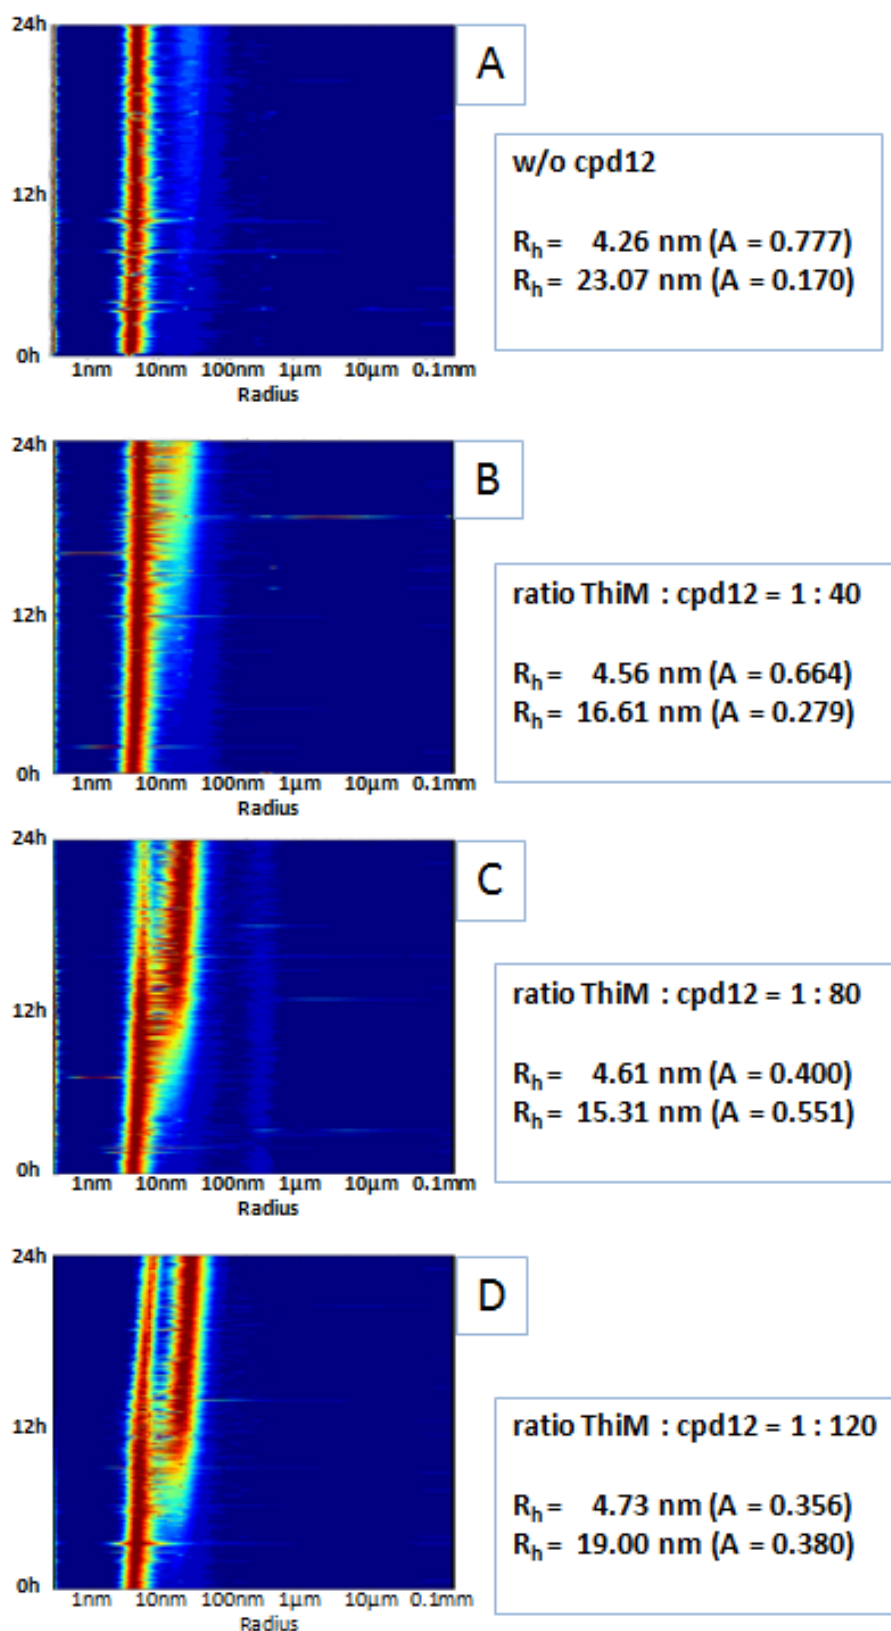 24h
A
w/o cpd12
12h
Rh = 4.26 nm (A = 0.777)
Rh = 23.07 nm (A = 0.170)
0h
1nm 10nm 100nm 1μm 10μm 0.1mm
Radius
24h
B
ratio ThiM : cpd12 = 1 : 40
12h
Rh = 4.56 nm (A = 0.664)
Rh = 16.61 nm (A = 0.279)
0h
1nm 10nm 100nm 1μm 10μm 0.1mm
Radius
24h
C
ratio ThiM : cpd12 = 1 : 80
12h
Rh = 4.61 nm (A = 0.400)
Rh = 15.31 nm (A = 0.551)
0h
1nm 10nm 100nm 1μm 10μm 0.1mm
Radius
24h
D
ratio ThiM : cpd12 = 1 : 120
12h
Rh = 4.73 nm (A = 0.356)
Rh = 19.00 nm (A = 0.380)
0h
1nm 10nm 100nm 1μm 10μm 0.1mm
Radius